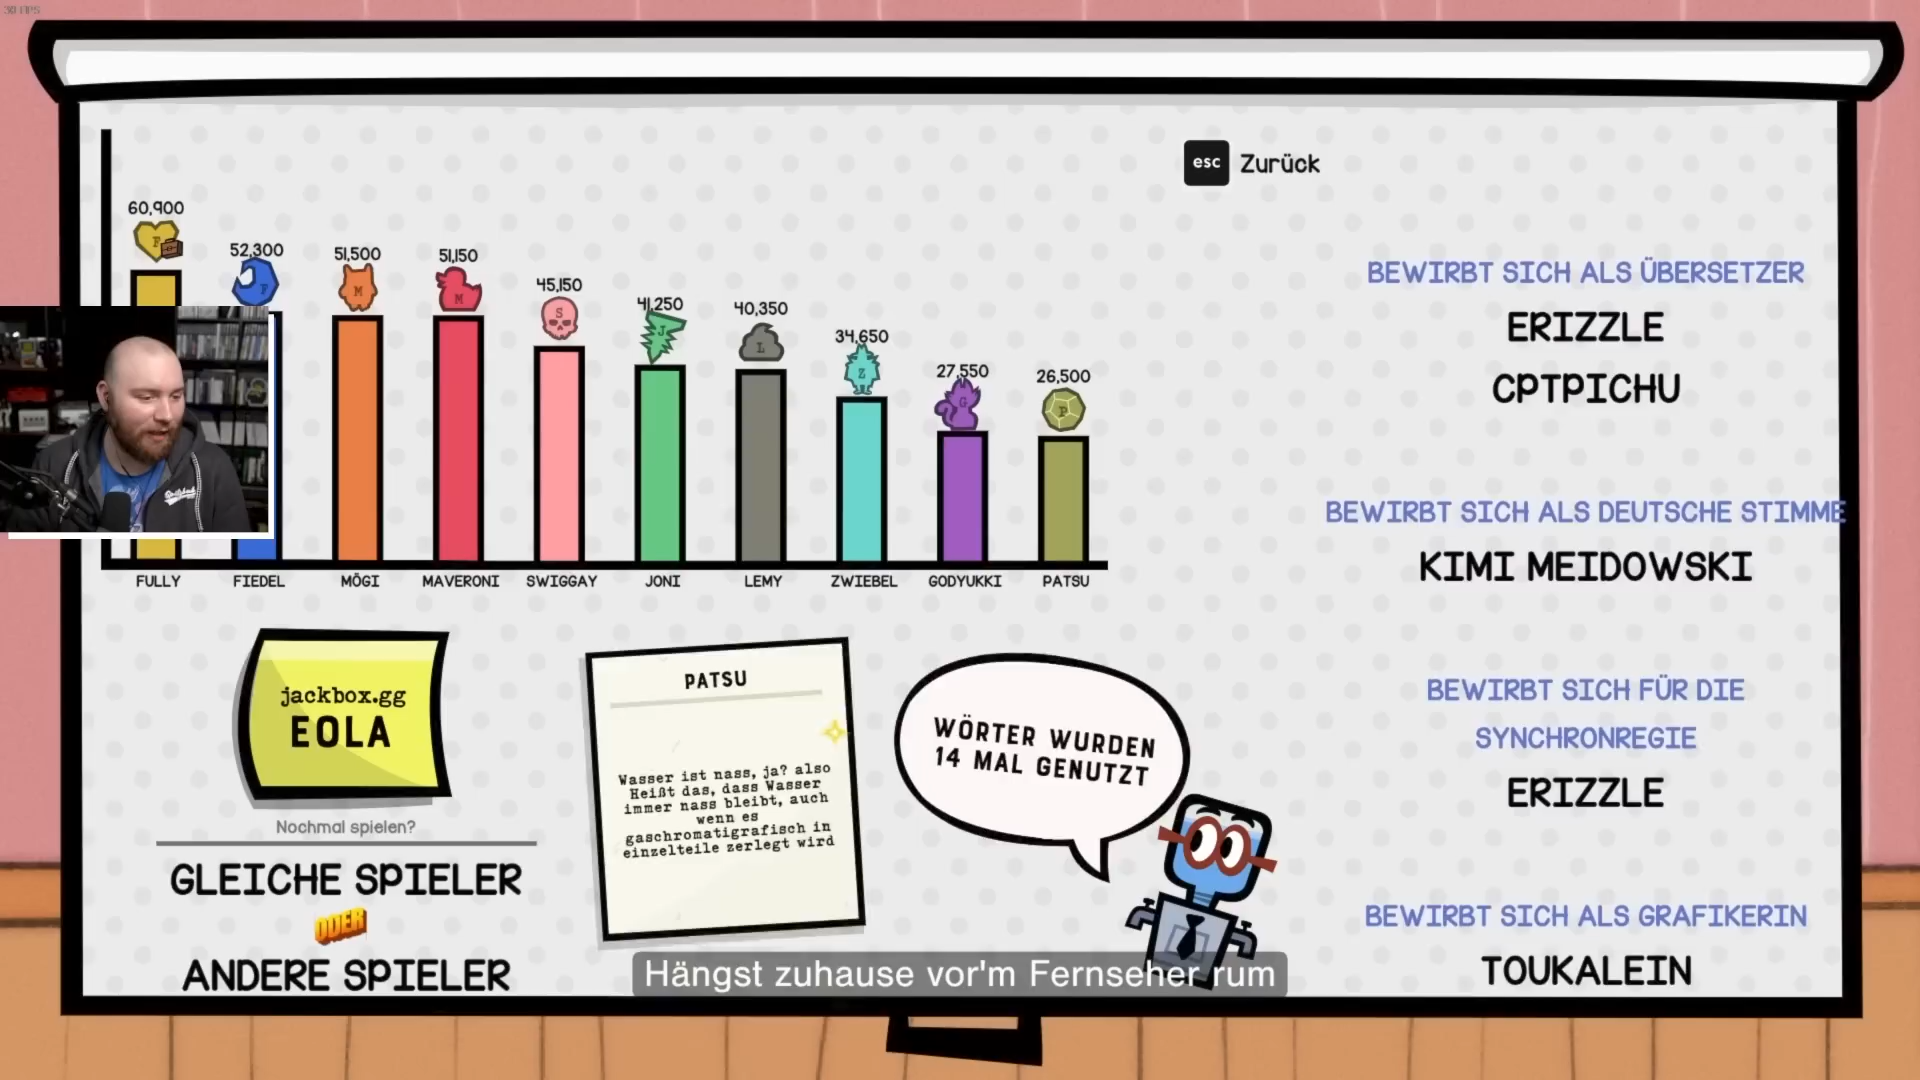 30 FPS
60,900
52,300
51,500
51,150
45,150
41,250
40,350
34,650
27,550
26,500
F
F
M
M
S
J
L
Z
G
P
FULLY
FIEDEL
MÖGI
MAVERONI
SWIGGAY
JONI
LEMY
ZWIEBEL
GODYUKKI
PATSU
esc Zurück
BEWIRBT SICH ALS ÜBERSETZER
ERIZZLE
CPTPICHU
BEWIRBT SICH ALS DEUTSCHE STIMME
KIMI MEIDOWSKI
BEWIRBT SICH FÜR DIE
SYNCHRONREGIE
ERIZZLE
BEWIRBT SICH ALS GRAFIKERIN
TOUKALEIN
jackbox.gg
EOLA
Nochmal spielen?
GLEICHE SPIELER
ODER
ANDERE SPIELER
PATSU
Wasser ist nass, ja? also
Heißt das, dass Wasser
immer nass bleibt, auch
wenn es
gaschromatigrafisch in
einzelteile zerlegt wird
WÖRTER WURDEN
14 MAL GENUTZT
Hängst zuhause vor'm Fernseher rum